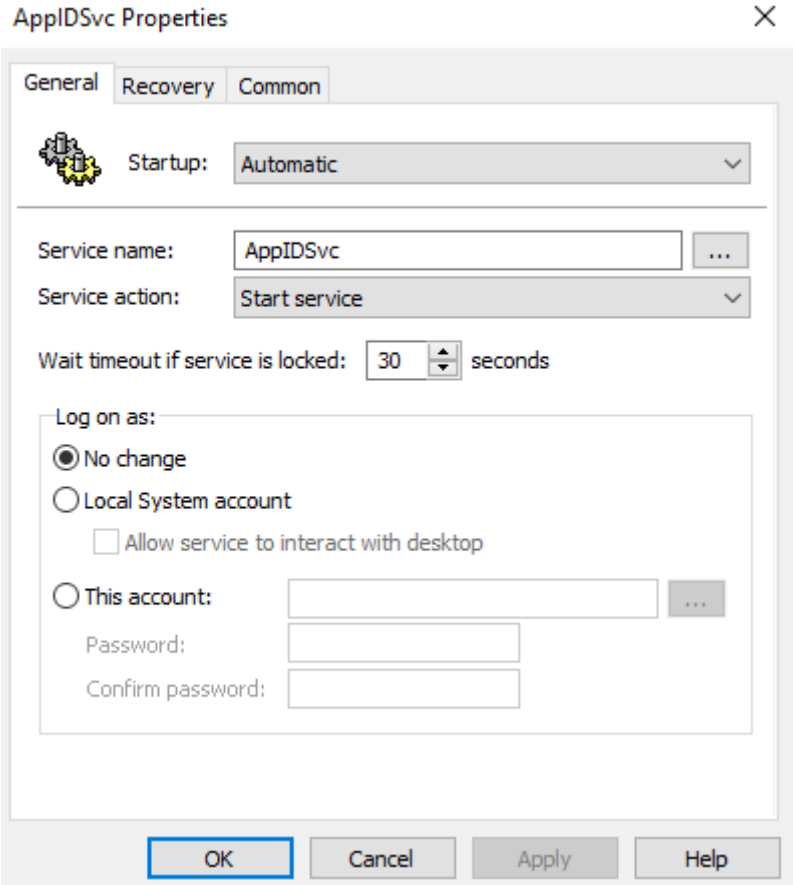 AppIDSvc Properties
General Recovery Common
Startup: Automatic
Service name: AppIDSvc ...
Service action: Start service
Wait timeout if service is locked: 30 seconds
Log on as:
No change
Local System account
Allow service to interact with desktop
This account: ...
Password:
Confirm password:
OK Cancel Apply Help